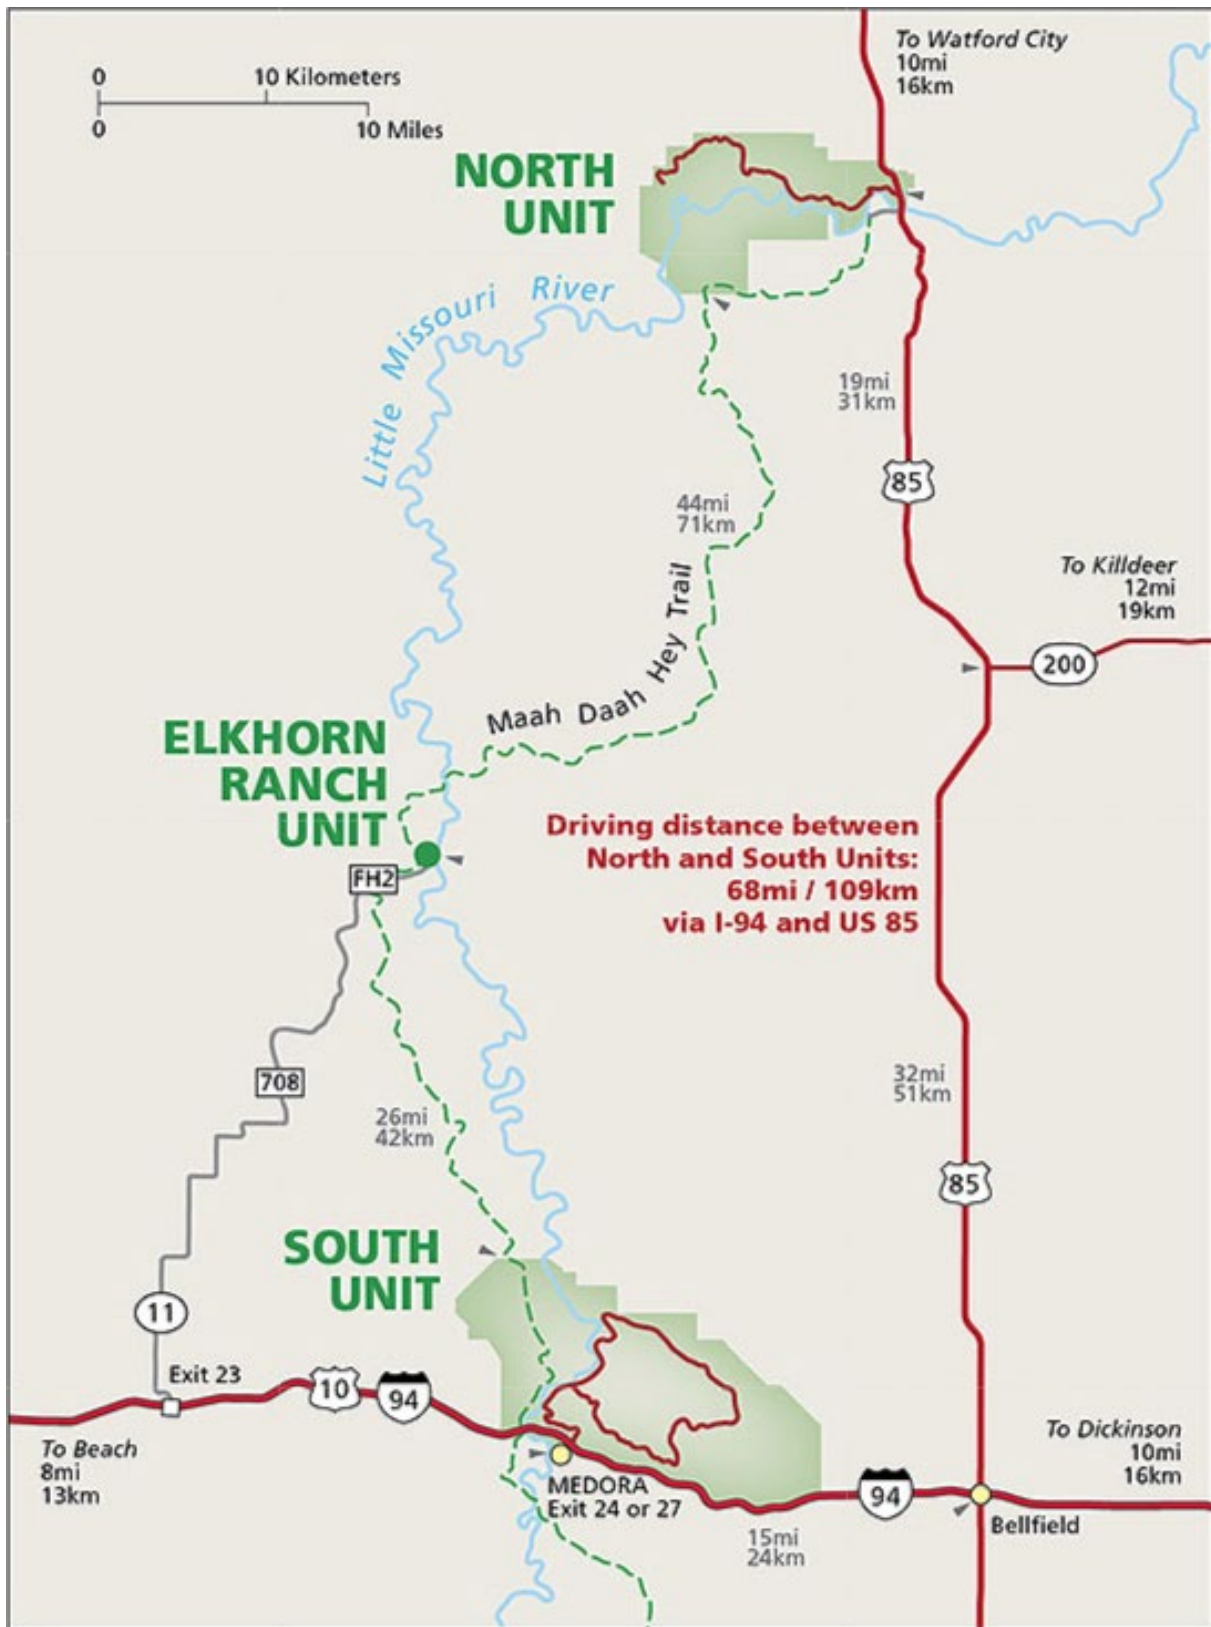 To Watford City
10mi
16km
0
10 Kilometers
0
10 Miles
NORTH
UNIT
Little Missouri River
19mi
31km
85
44mi
71km
To Killdeer
12mi
19km
200
Maah Daah Hey Trail
ELKHORN
RANCH
UNIT
FH2
Driving distance between
North and South Units:
68mi / 109km
via I-94 and US 85
708
26mi
42km
32mi
51km
85
SOUTH
UNIT
11
Exit 23
10
94
To Beach
8mi
13km
MEDORA
Exit 24 or 27
15mi
24km
94
To Dickinson
10mi
16km
Bellfield